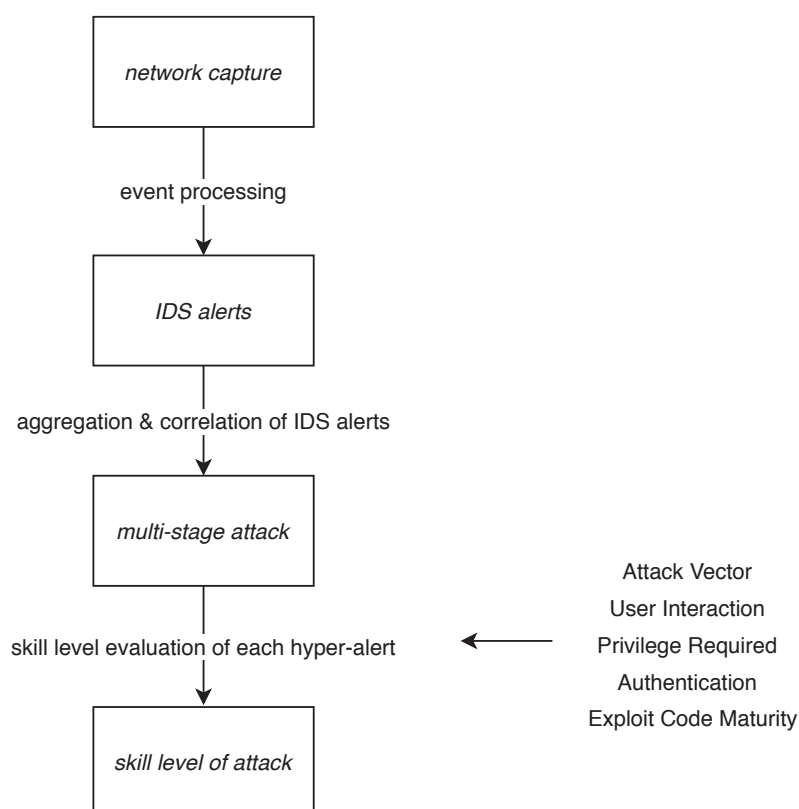 network capture
event processing
IDS alerts
aggregation & correlation of IDS alerts
multi-stage attack
skill level evaluation of each hyper-alert
Attack Vector
User Interaction
Privilege Required
Authentication
Exploit Code Maturity
skill level of attack